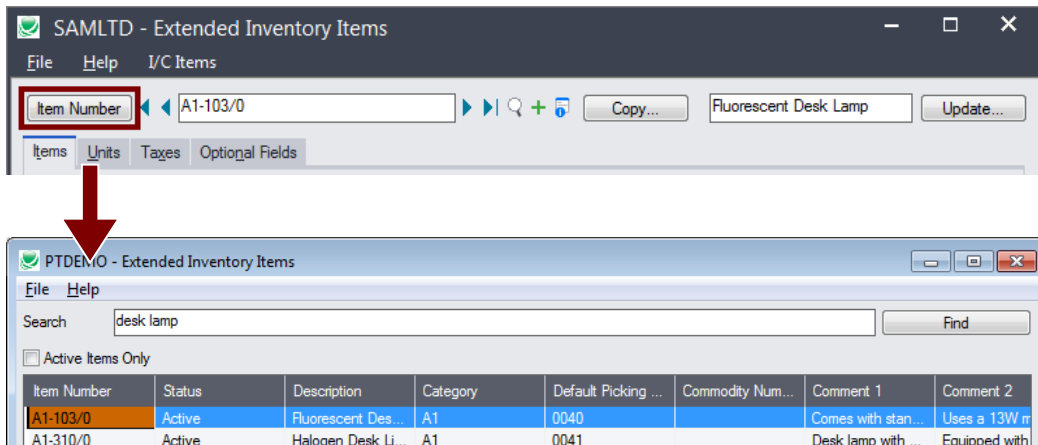 SAMLTD - Extended Inventory Items
File Help I/C Items
Item Number A1-103/0 Copy... Fluorescent Desk Lamp Update...
Items Units Taxes Optional Fields
PTDEMO - Extended Inventory Items
File Help
Search desk lamp Find
Active Items Only
Item Number Status Description Category Default Picking ... Commodity Num... Comment 1 Comment 2
A1-103/0 Active Fluorescent Des... A1 0040 Comes with stan... Uses a 13W m
A1-310/0 Active Halogen Desk Li... A1 0041 Desk lamp with ... Equipped with